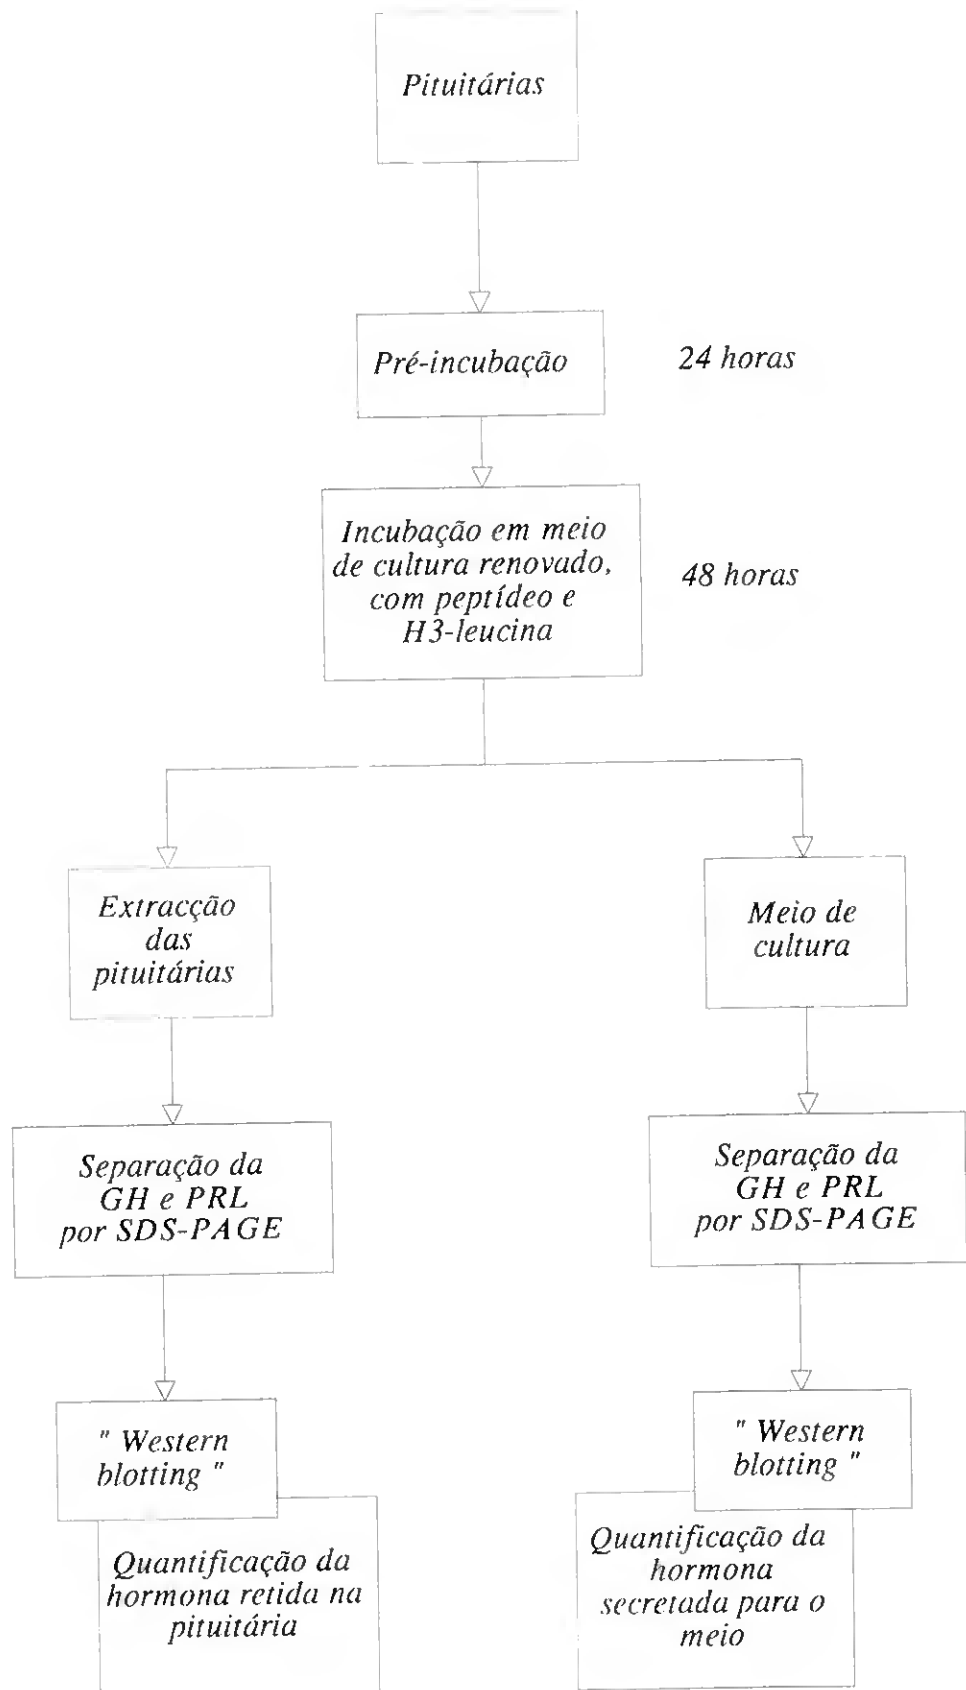 Pituitárias
Pré-incubação
24 horas
Incubação em meio
de cultura renovado,
com peptídeo e
H3-leucina
48 horas
Extracção
das
pituitárias
Meio de
cultura
Separação da
GH e PRL
por SDS-PAGE
Separação da
GH e PRL
por SDS-PAGE
" Western
blotting "
" Western
blotting "
Quantificação da
hormona retida na
pituitária
Quantificação da
hormona
secretada para o
meio